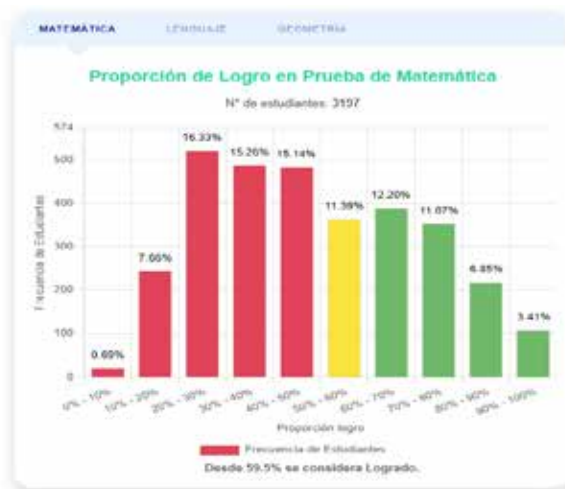 MATEMÁTICA LENGUAJE GEOMETRÍA
Proporción de Logro en Prueba de Matemática
N° de estudiantes: 3197
574
500
400
300
200
100
0
Frecuencia de Estudiantes
0.69%
7.66%
16.33%
15.26%
15.14%
11.39%
12.20%
11.07%
6.85%
3.41%
0% - 10%
10% - 20%
20% - 30%
30% - 40%
40% - 50%
50% - 60%
60% - 70%
70% - 80%
80% - 90%
90% - 100%
Proporción logro
Frecuencia de Estudiantes
Desde 59.5% se considera Logrado.